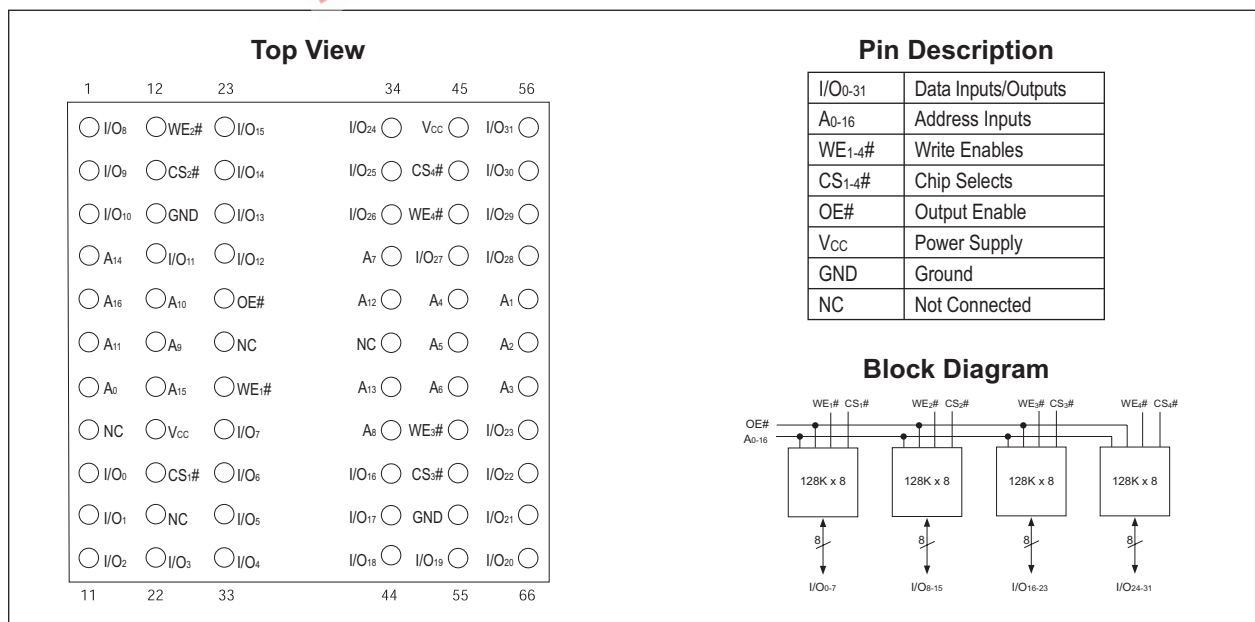 Top View
1 12 23 34 45 56
I/O8 WE2# I/O15 I/O24 VCC I/O31
I/O9 CS2# I/O14 I/O25 CS4# I/O30
I/O10 GND I/O13 I/O26 WE4# I/O29
A14 I/O11 I/O12 A7 I/O27 I/O28
A16 A10 OE# A12 A4 A1
A11 A9 NC NC A5 A2
A0 A15 WE1# A13 A6 A3
NC VCC I/O7 A8 WE3# I/O23
I/O0 CS1# I/O6 I/O16 CS3# I/O22
I/O1 NC I/O5 I/O17 GND I/O21
I/O2 I/O3 I/O4 I/O18 I/O19 I/O20
11 22 33 44 55 66
Pin Description
I/O0-31 Data Inputs/Outputs
A0-16 Address Inputs
WE1-4# Write Enables
CS1-4# Chip Selects
OE# Output Enable
VCC Power Supply
GND Ground
NC Not Connected
Block Diagram
WE1# CS1# WE2# CS2# WE3# CS3# WE4# CS4#
OE#
A0-16
128K x 8 128K x 8 128K x 8 128K x 8
8 8 8 8
I/O0-7 I/O8-15 I/O16-23 I/O24-31